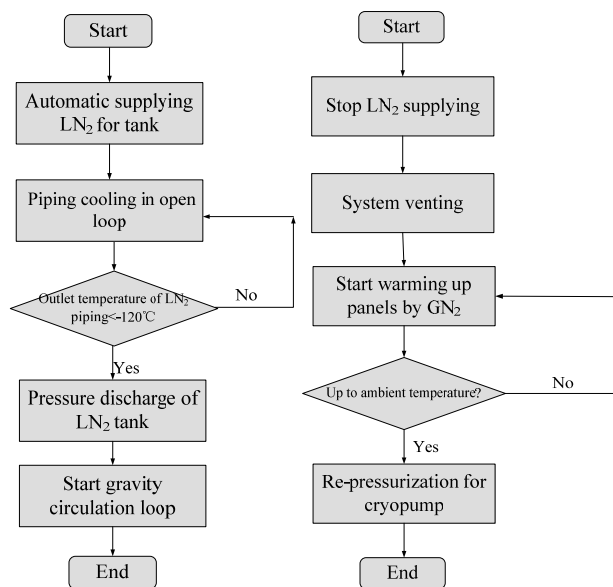 Start
Automatic supplying
LN₂ for tank
Piping cooling in open
loop
Outlet temperature of LN₂
piping<-120℃
No
Yes
Pressure discharge of
LN₂ tank
Start gravity
circulation loop
End
Start
Stop LN₂ supplying
System venting
Start warming up
panels by GN₂
Up to ambient temperature?
No
Yes
Re-pressurization for
cryopump
End